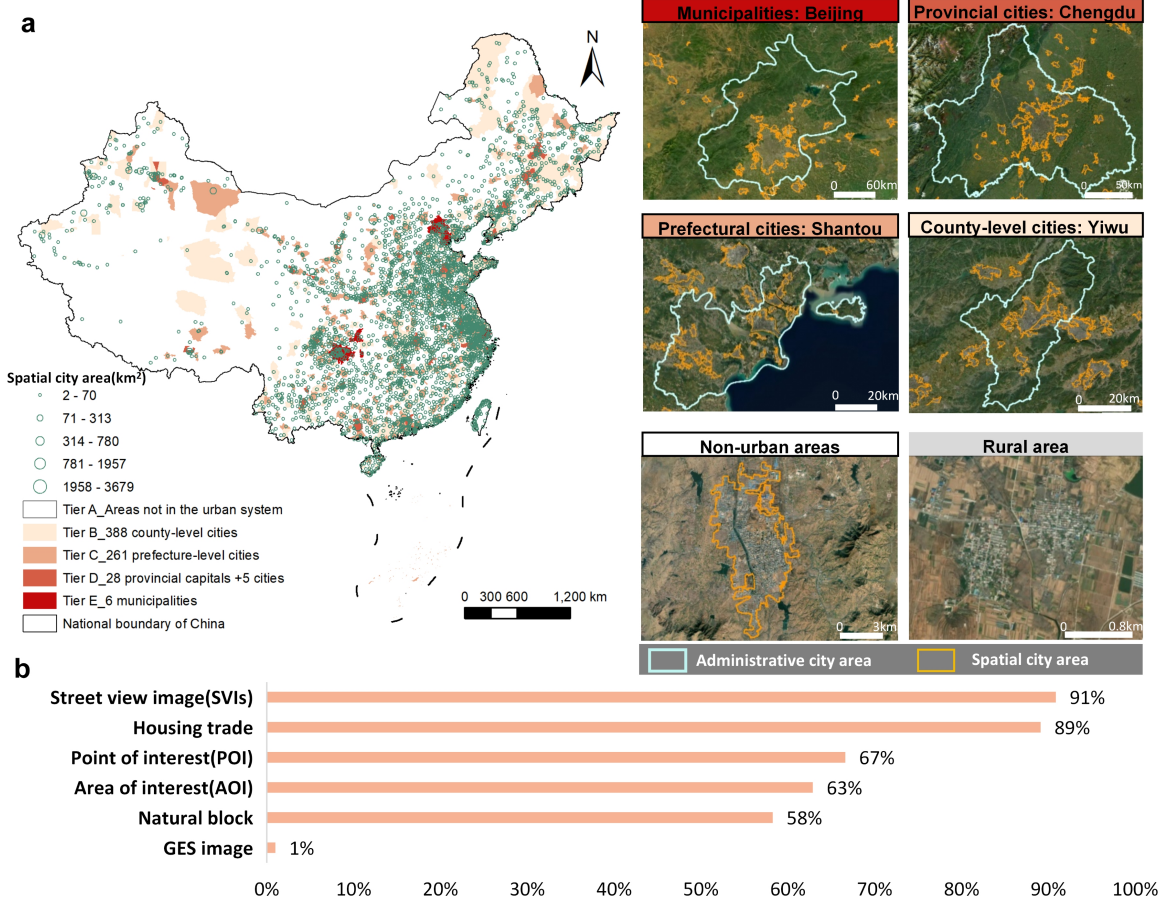 a
N
Spatial city area(km²)
2 - 70
71 - 313
314 - 780
781 - 1957
1958 - 3679
Tier A_Areas not in the urban system
Tier B_388 county-level cities
Tier C_261 prefecture-level cities
Tier D_28 provincial capitals +5 cities
Tier E_6 municipalities
National boundary of China
0 300 600 1,200 km
Municipalities: Beijing
0 60km
Provincial cities: Chengdu
0 50km
Prefectural cities: Shantou
0 20km
County-level cities: Yiwu
0 20km
Non-urban areas
0 3km
Rural area
0 0.8km
Administrative city area
Spatial city area
b
Street view image(SVIs) 91%
Housing trade 89%
Point of interest(POI) 67%
Area of interest(AOI) 63%
Natural block 58%
GES image 1%
0% 10% 20% 30% 40% 50% 60% 70% 80% 90% 100%